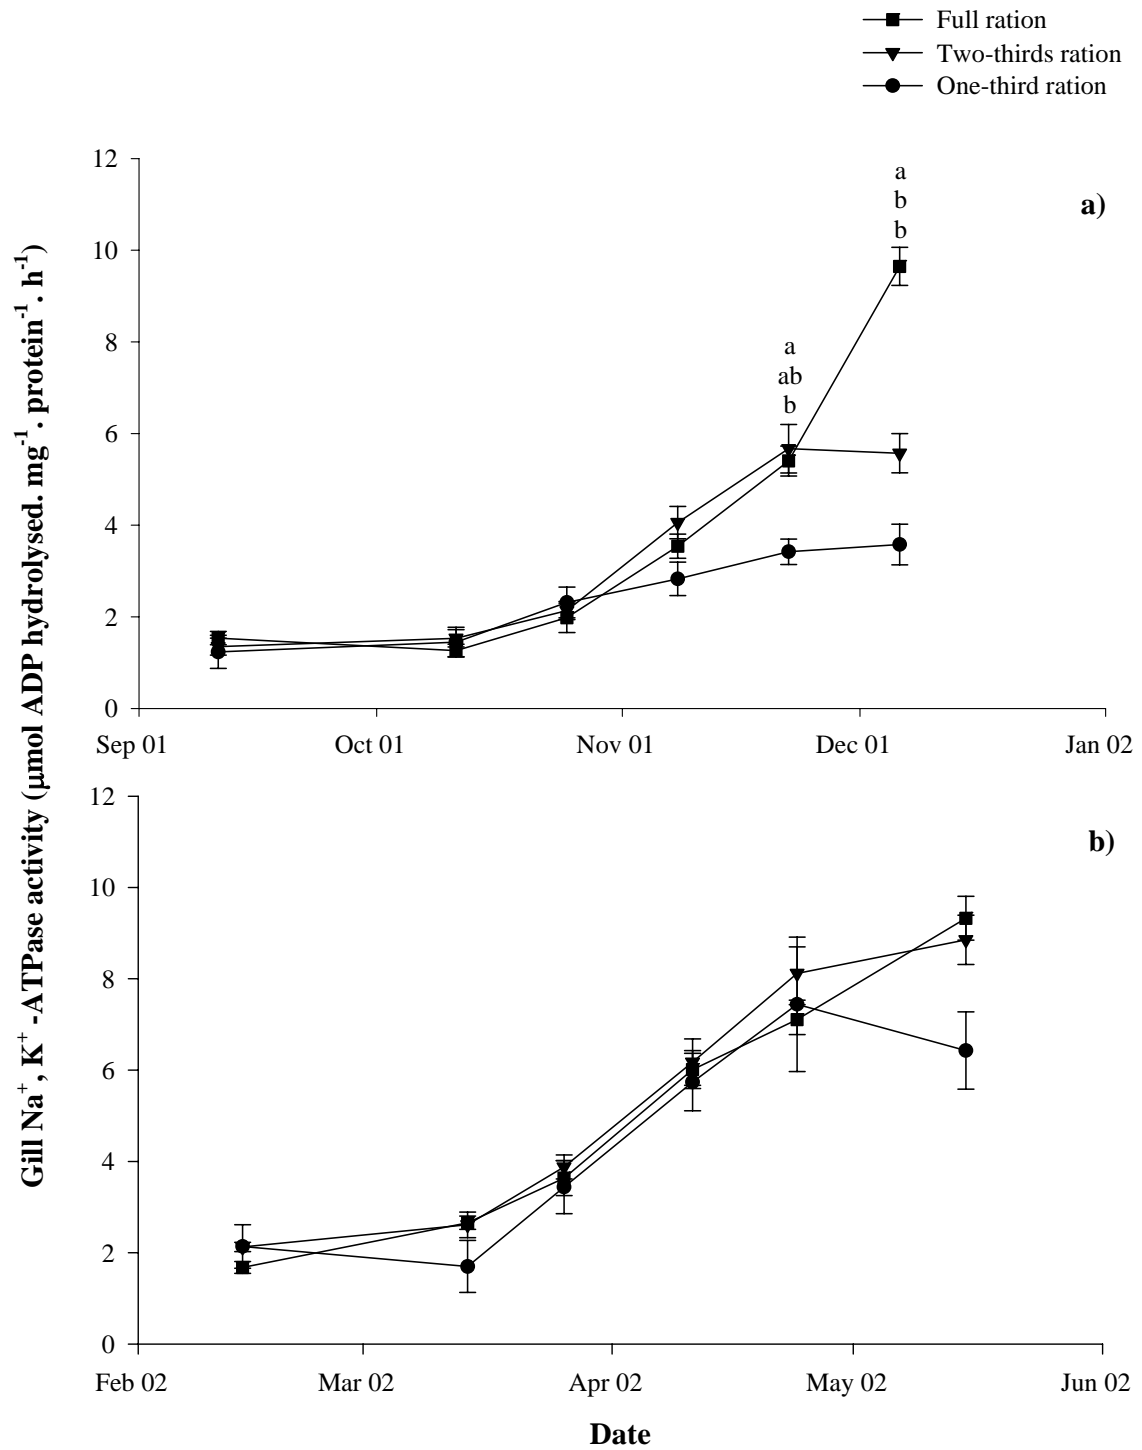 Full ration
Two-thirds ration
One-third ration
Gill Na⁺, K⁺ -ATPase activity (µmol ADP hydrolysed. mg⁻¹. protein⁻¹. h⁻¹)
a)
12
10
8
6
4
2
0
a
b
b
a
ab
b
Sep 01 Oct 01 Nov 01 Dec 01 Jan 02
b)
12
10
8
6
4
2
0
Feb 02 Mar 02 Apr 02 May 02 Jun 02
Date